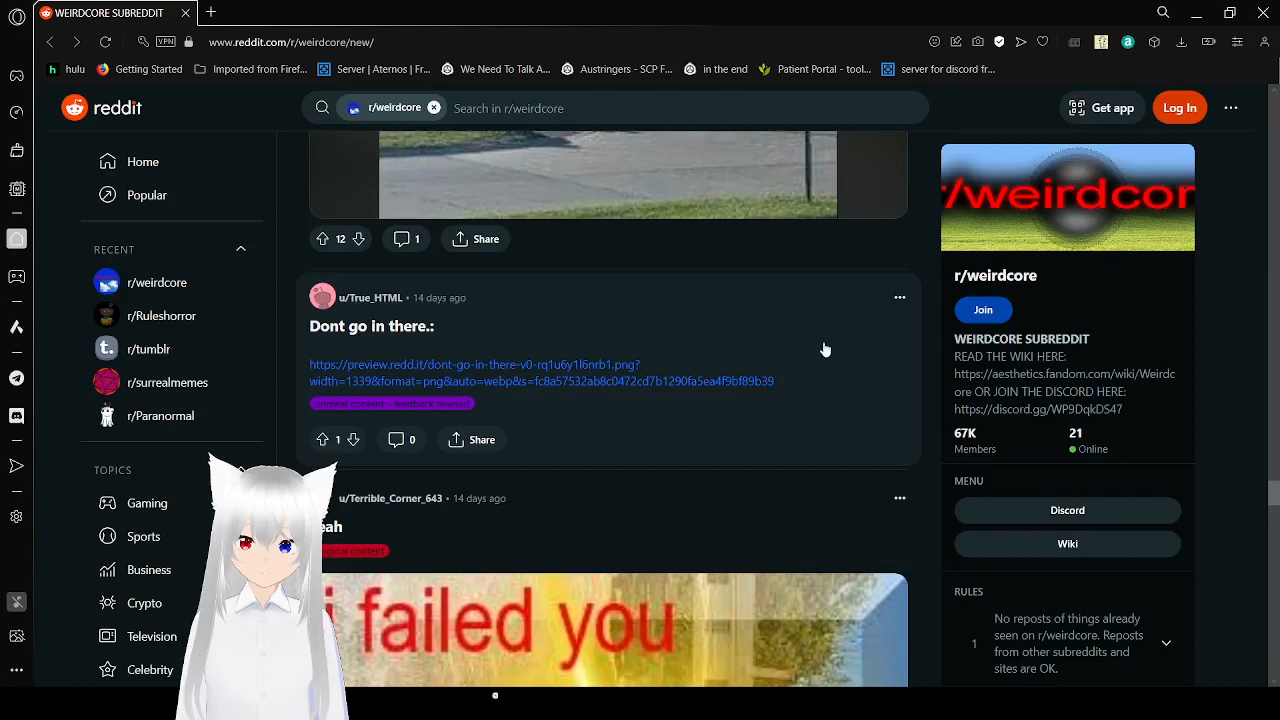 WEIRDCORE SUBREDDIT
VPN
www.reddit.com/r/weirdcore/new/
hulu
Getting Started
Imported from Firef...
Server | Aternos | Fr...
We Need To Talk A...
Austringers - SCP F...
in the end
Patient Portal - tool...
server for discord fr...
reddit
r/weirdcore
Search in r/weirdcore
Get app
Log In
Home
Popular
RECENT
r/weirdcore
r/Ruleshorror
r/tumblr
r/surrealmemes
r/Paranormal
TOPICS
Gaming
Sports
Business
Crypto
Television
Celebrity
12
1
Share
u/True_HTML • 14 days ago
Dont go in there.:
https://preview.redd.it/dont-go-in-there-v0-rq1u6y1l6nrb1.png?
width=1339&format=png&auto=webp&s=fc8a57532ab8c0472cd7b1290fa5ea4f9bf89b39
original content - feedback needed
1
0
Share
u/Terrible_Corner_643 • 14 days ago
eah
iginal content
i failed you
r/weirdcor
r/weirdcore
Join
WEIRDCORE SUBREDDIT
READ THE WIKI HERE:
https://aesthetics.fandom.com/wiki/Weirdc
ore OR JOIN THE DISCORD HERE:
https://discord.gg/WP9DqkDS47
67K
21
Members
Online
MENU
Discord
Wiki
RULES
1
No reposts of things already
seen on r/weirdcore. Reposts
from other subreddits and
sites are OK.